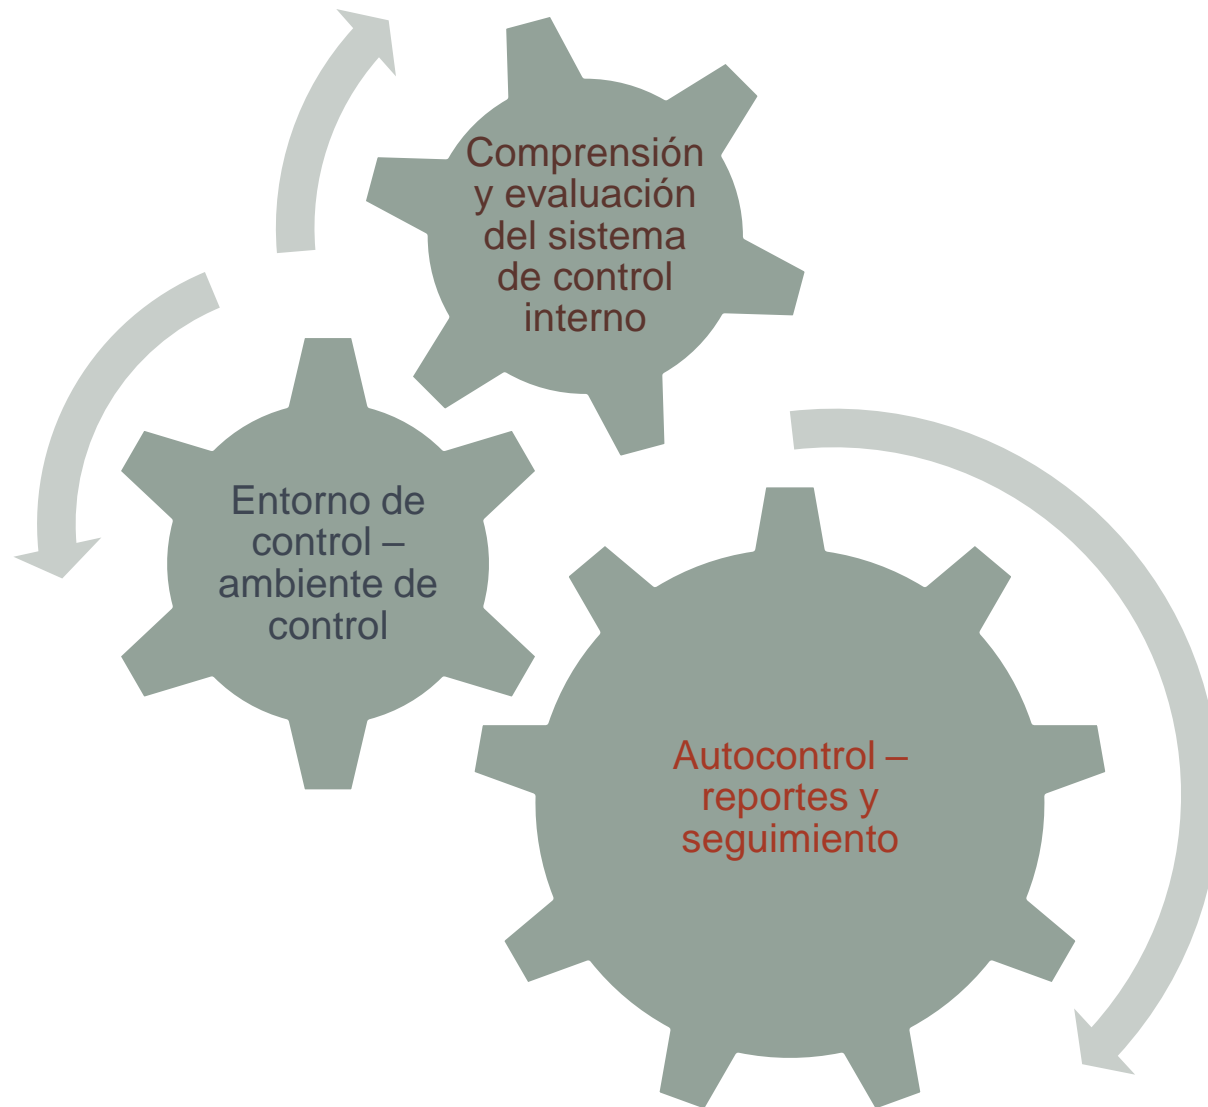 Comprensión
y evaluación
del sistema
de control
interno
Entorno de
control –
ambiente de
control
Autocontrol –
reportes y
seguimiento